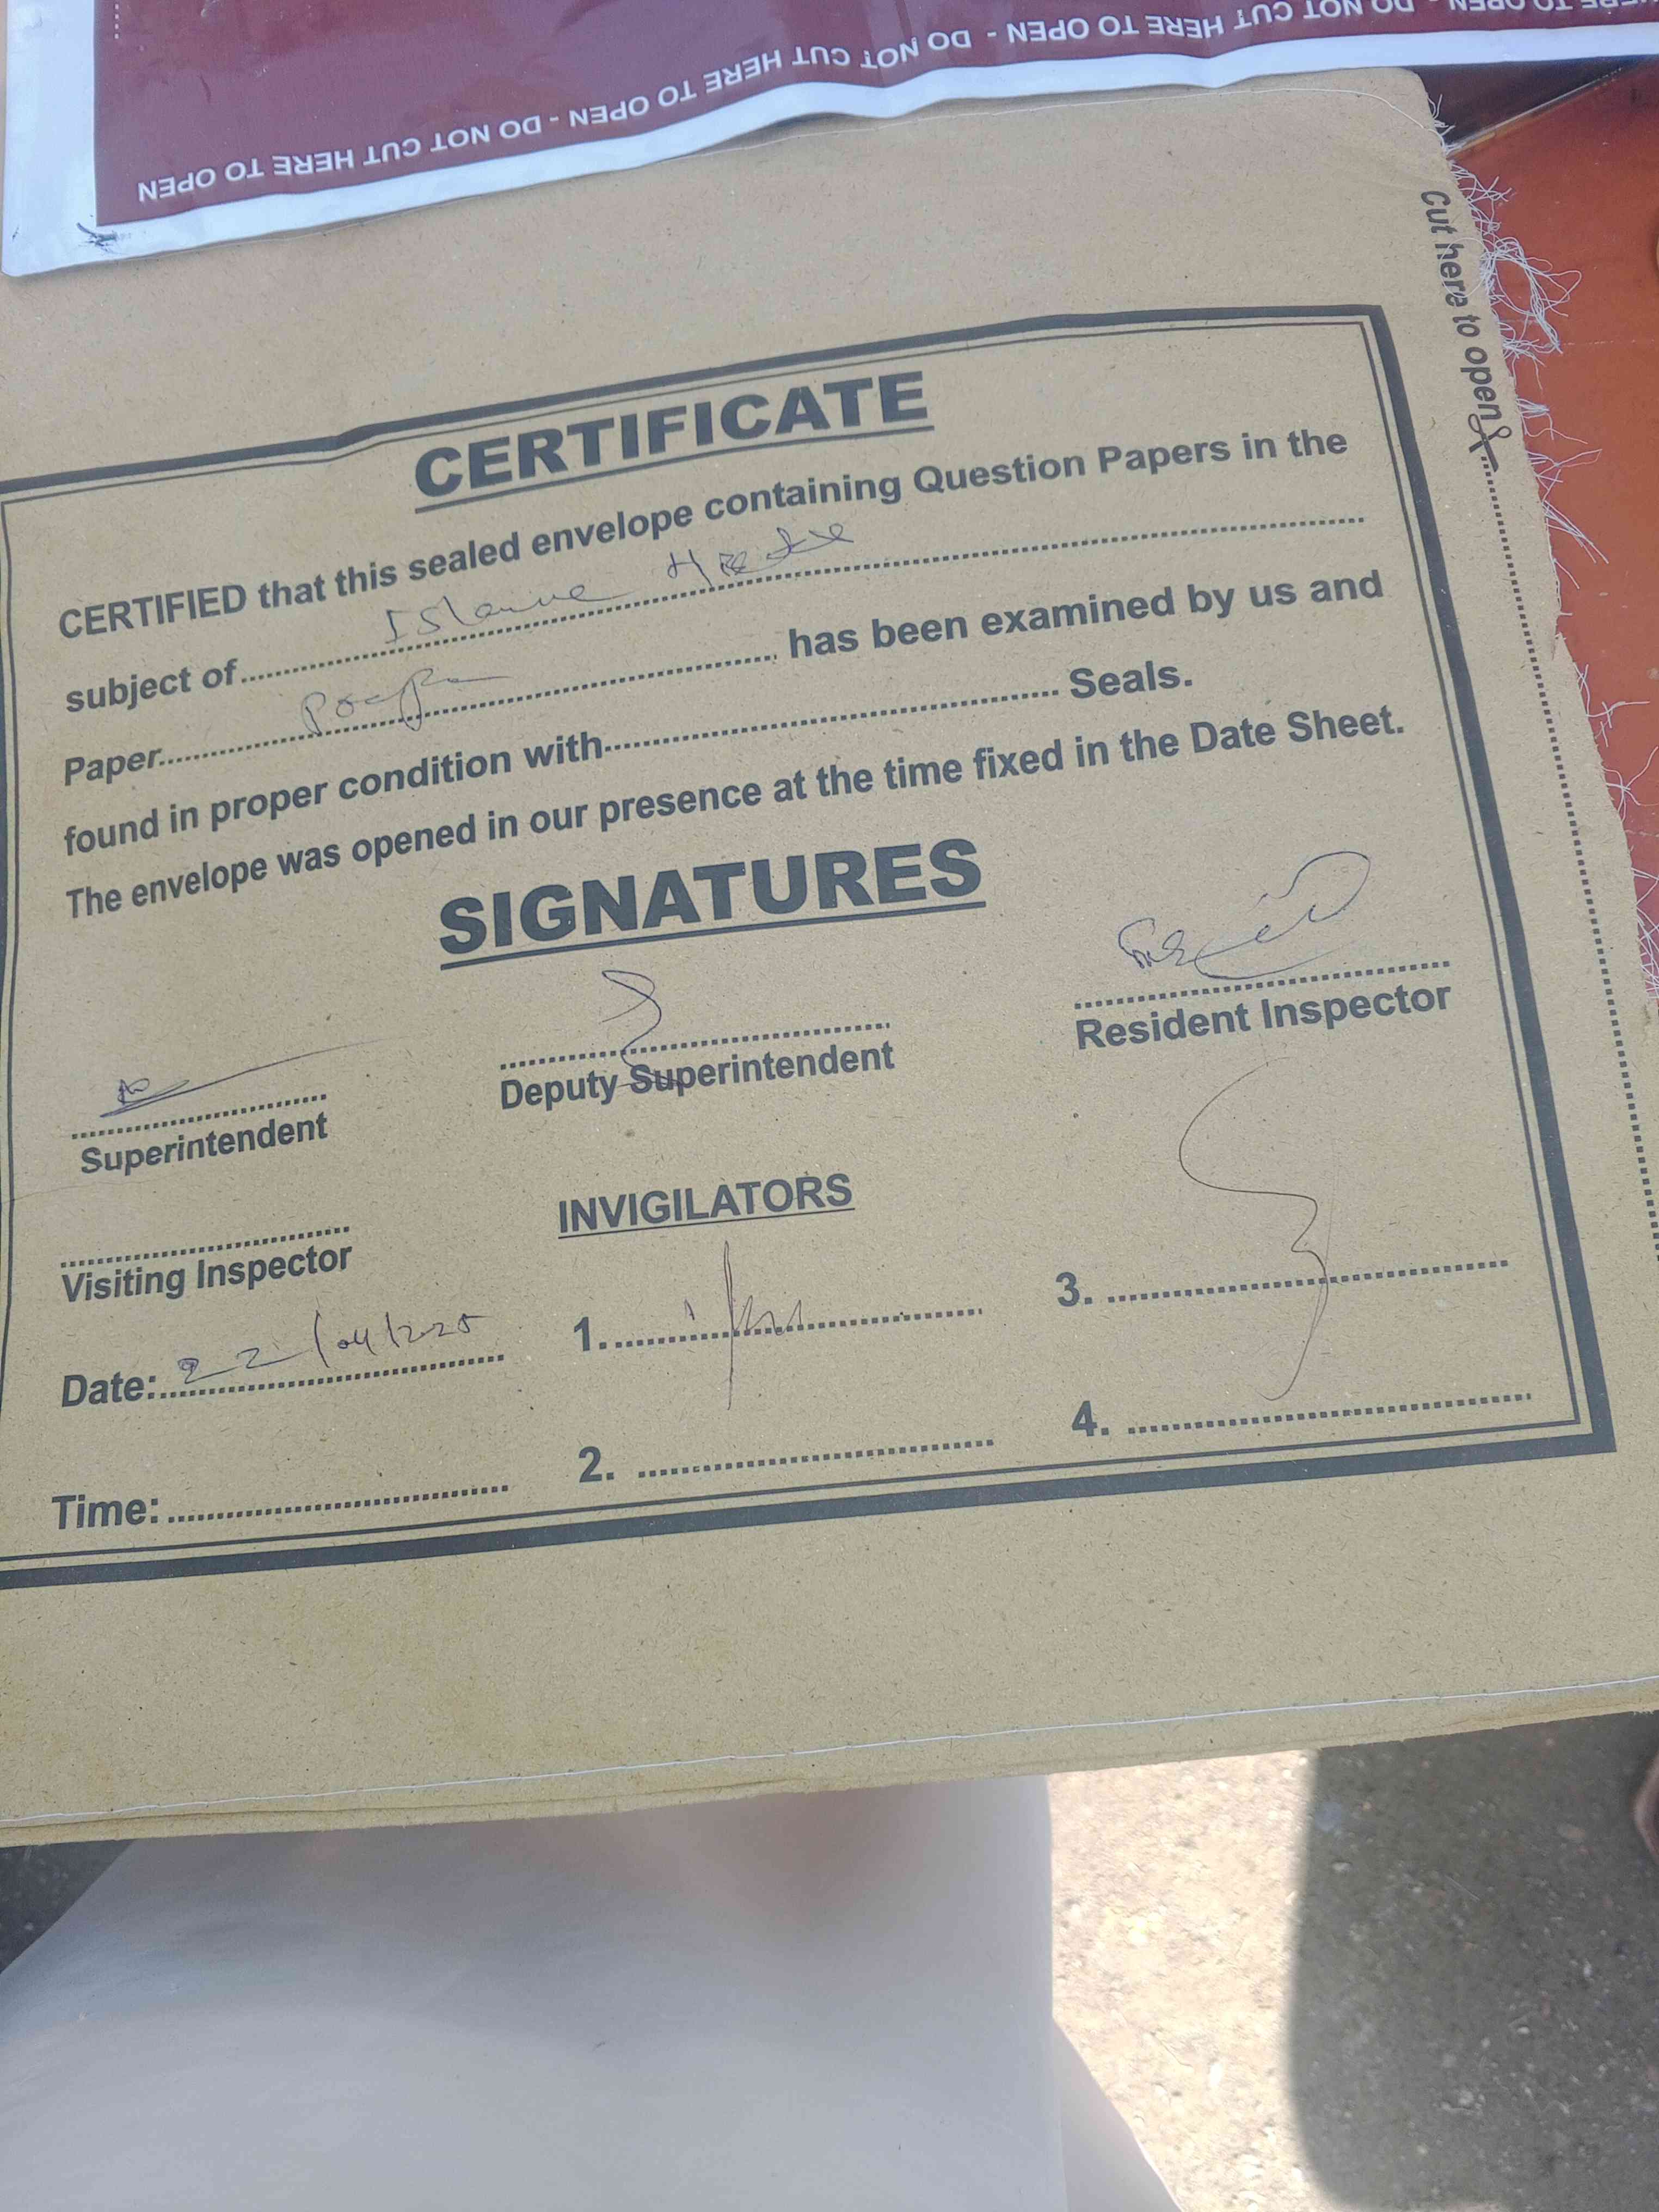 DO NOT CUT HERE TO OPEN - DO NOT CUT HERE TO OPEN - DO NOT CUT HERE TO OPEN
Cut here to open
CERTIFICATE
CERTIFIED that this sealed envelope containing Question Papers in the
subject of
Paper has been examined by us and
found in proper condition with Seals.
The envelope was opened in our presence at the time fixed in the Date Sheet.
SIGNATURES
Superintendent
Deputy Superintendent
Resident Inspector
Visiting Inspector
INVIGILATORS
Date: 22/04/2025
1.
3.
Time:
2.
4.